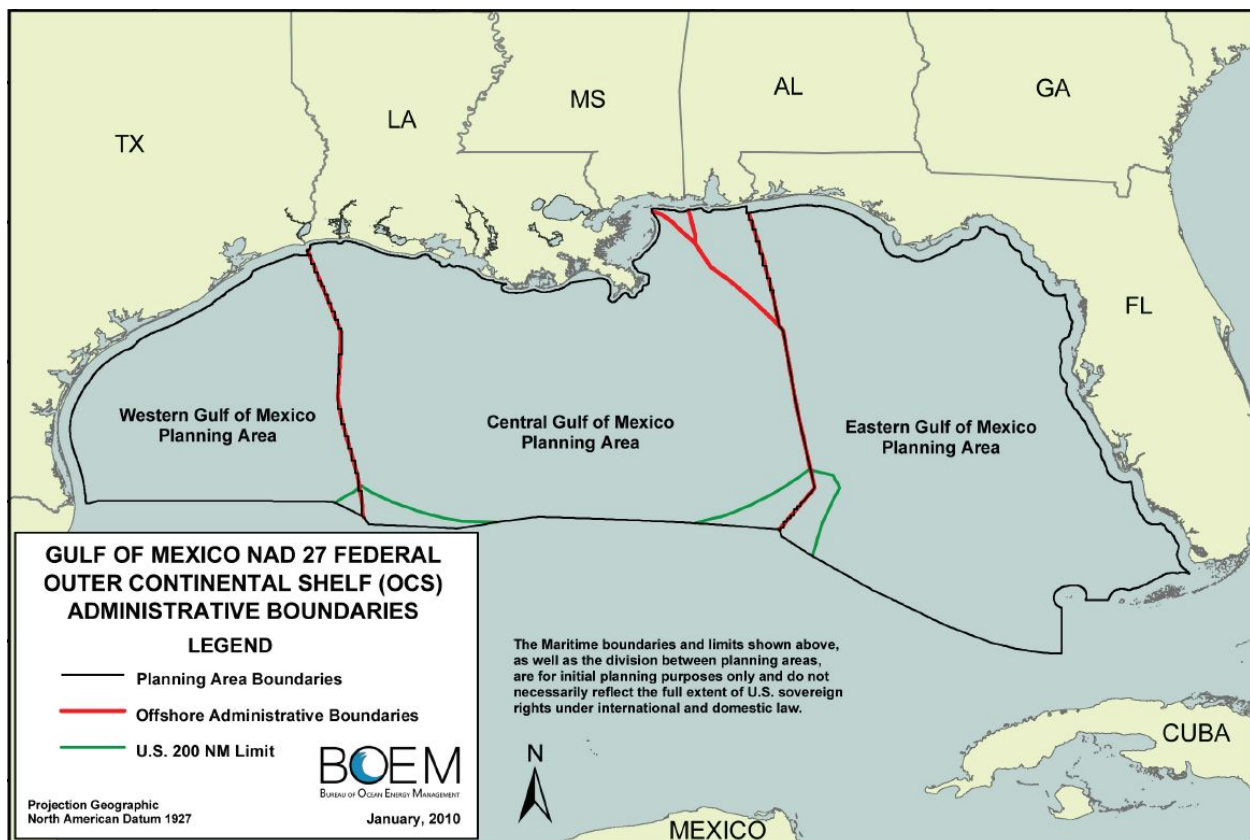 TX
LA
MS
AL
GA
FL
Western Gulf of Mexico
Planning Area
Central Gulf of Mexico
Planning Area
Eastern Gulf of Mexico
Planning Area
GULF OF MEXICO NAD 27 FEDERAL
OUTER CONTINENTAL SHELF (OCS)
ADMINISTRATIVE BOUNDARIES
LEGEND
Planning Area Boundaries
Offshore Administrative Boundaries
U.S. 200 NM Limit
BOEM
BUREAU OF OCEAN ENERGY MANAGEMENT
Projection Geographic
North American Datum 1927
January, 2010
The Maritime boundaries and limits shown above,
as well as the division between planning areas,
are for initial planning purposes only and do not
necessarily reflect the full extent of U.S. sovereign
rights under international and domestic law.
N
CUBA
MEXICO